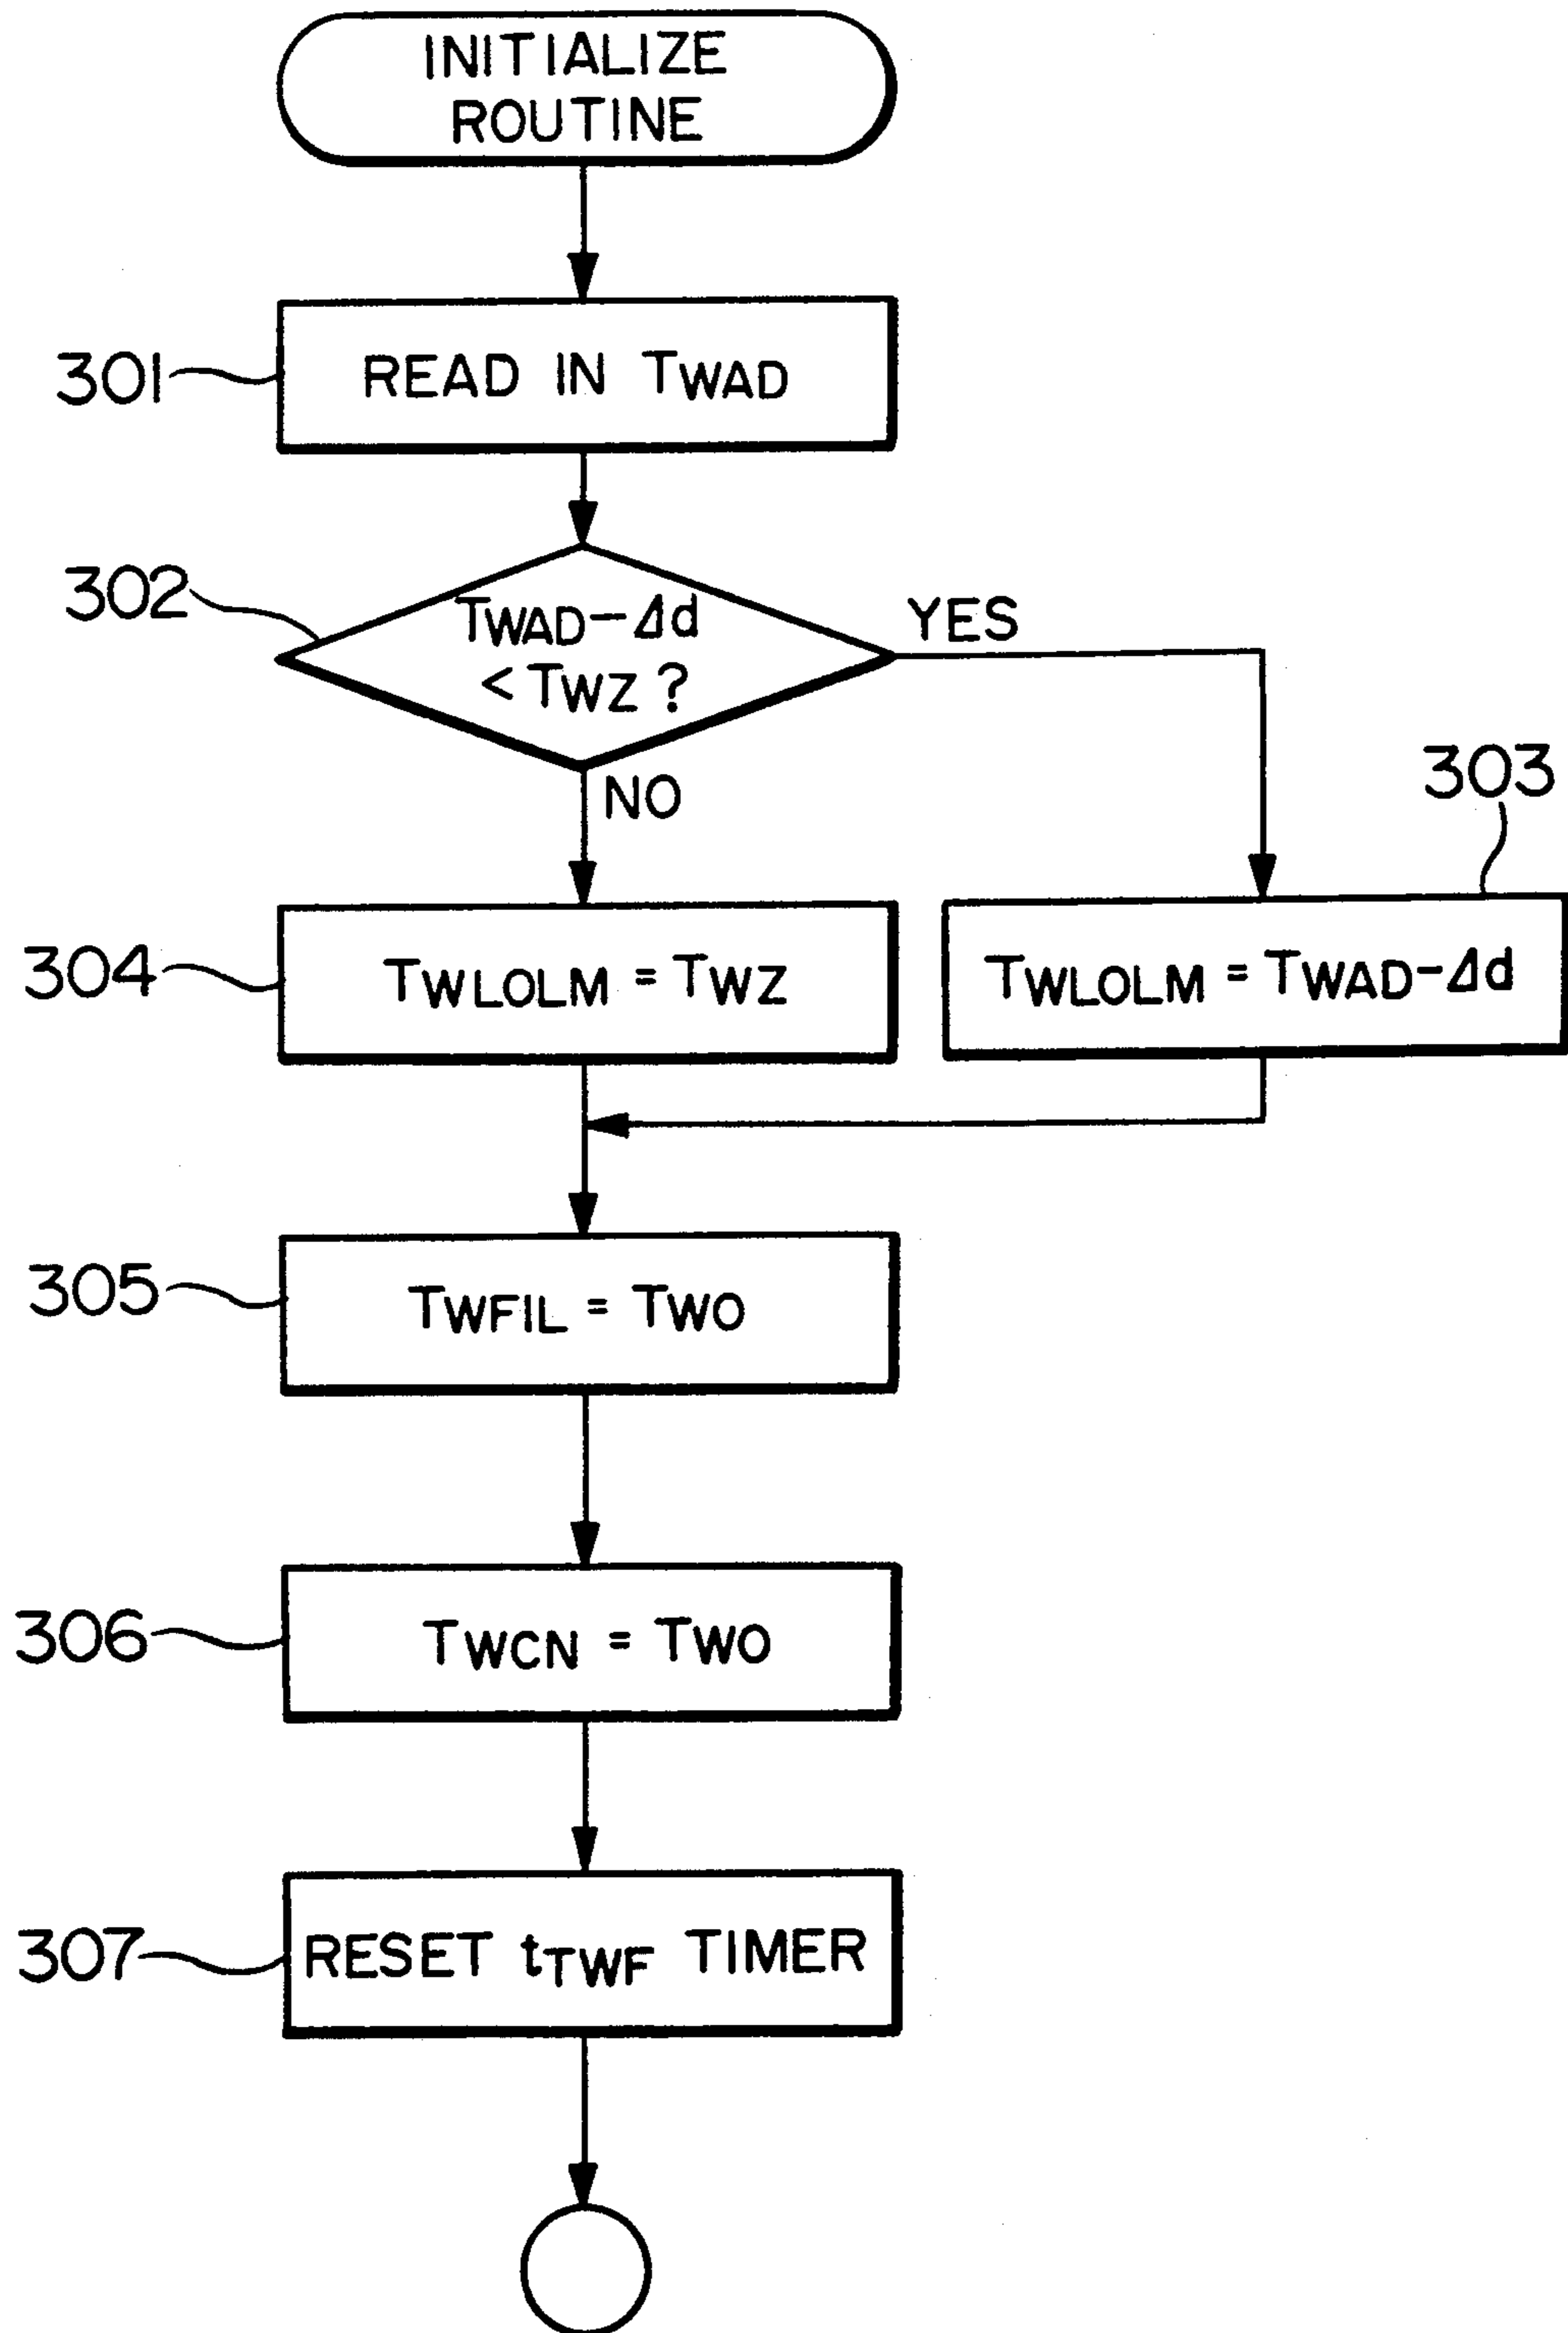 INITIALIZE
ROUTINE
301
READ IN TWAD
302
TWAD-Δd
< TWZ ?
YES
NO
303
304
TWLOLM = TWZ
TWLOLM = TWAD-Δd
305
TWFIL = TWO
306
TWCN = TWO
307
RESET tTWF TIMER